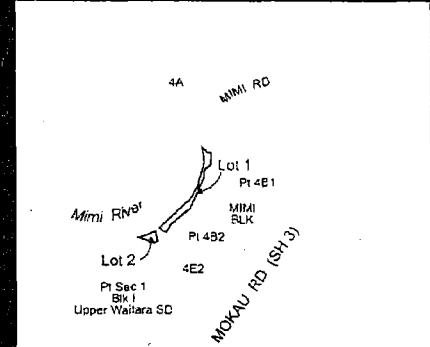 4A
MIMI RD
Lot 1
Pt 4B1
Mimi River
MIMI
BLK
Pt 4B2
Lot 2
4E2
MOKAU RD (SH 3)
Pt Sec 1
Blk I
Upper Waitara SD